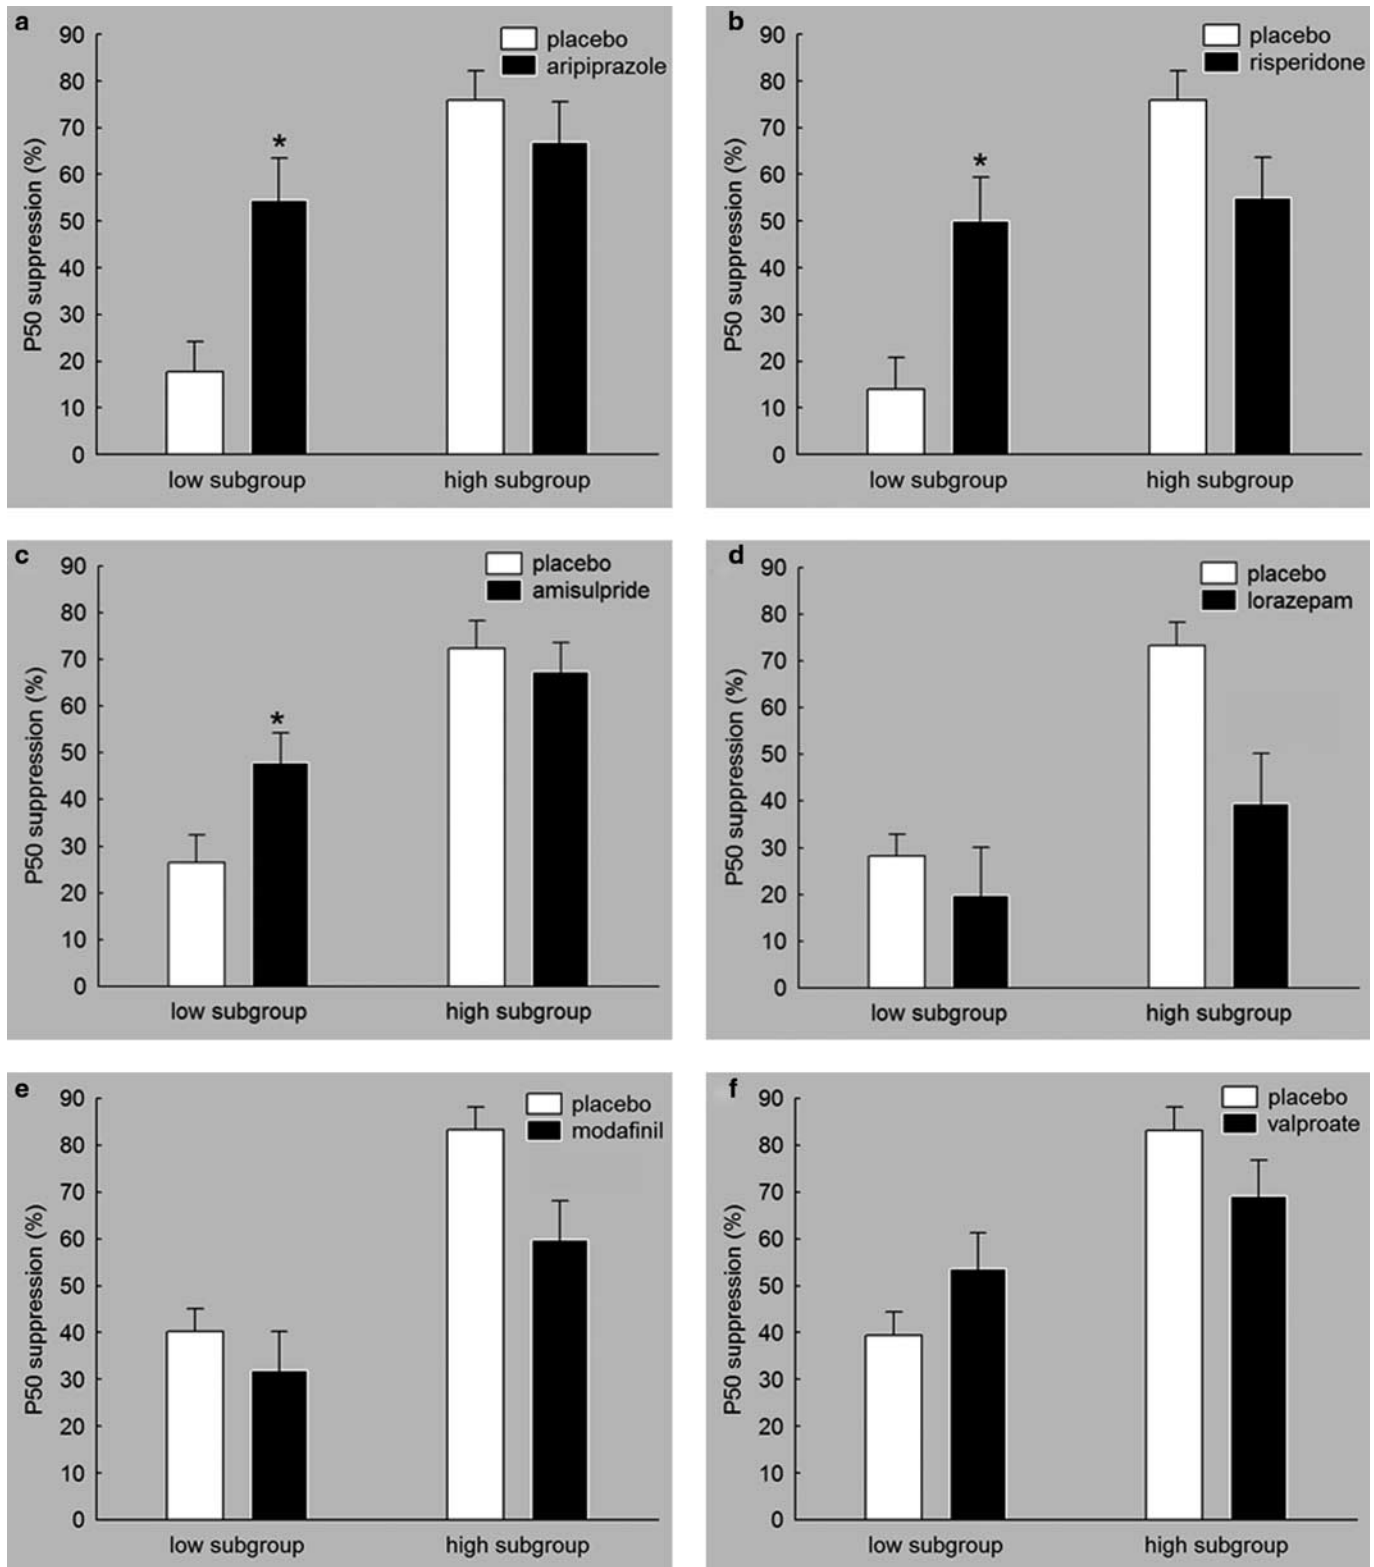 a
placebo
aripiprazole
P50 suppression (%)
90
80
70
60
50
40
30
20
10
0
*
low subgroup
high subgroup
b
placebo
risperidone
P50 suppression (%)
90
80
70
60
50
40
30
20
10
0
*
low subgroup
high subgroup
c
placebo
amisulpride
P50 suppression (%)
90
80
70
60
50
40
30
20
10
0
*
low subgroup
high subgroup
d
placebo
lorazepam
P50 suppression (%)
90
80
70
60
50
40
30
20
10
0
low subgroup
high subgroup
e
placebo
modafinil
P50 suppression (%)
90
80
70
60
50
40
30
20
10
0
low subgroup
high subgroup
f
placebo
valproate
P50 suppression (%)
90
80
70
60
50
40
30
20
10
0
low subgroup
high subgroup